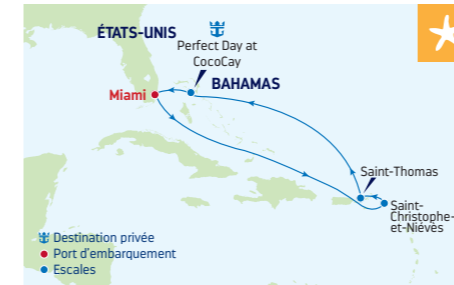 ÉTATS-UNIS
Perfect Day at
CocoCay
BAHAMAS
Miami
Saint-Thomas
Saint-
Christophe-
et-Niévès
Destination privée
Port d'embarquement
Escales